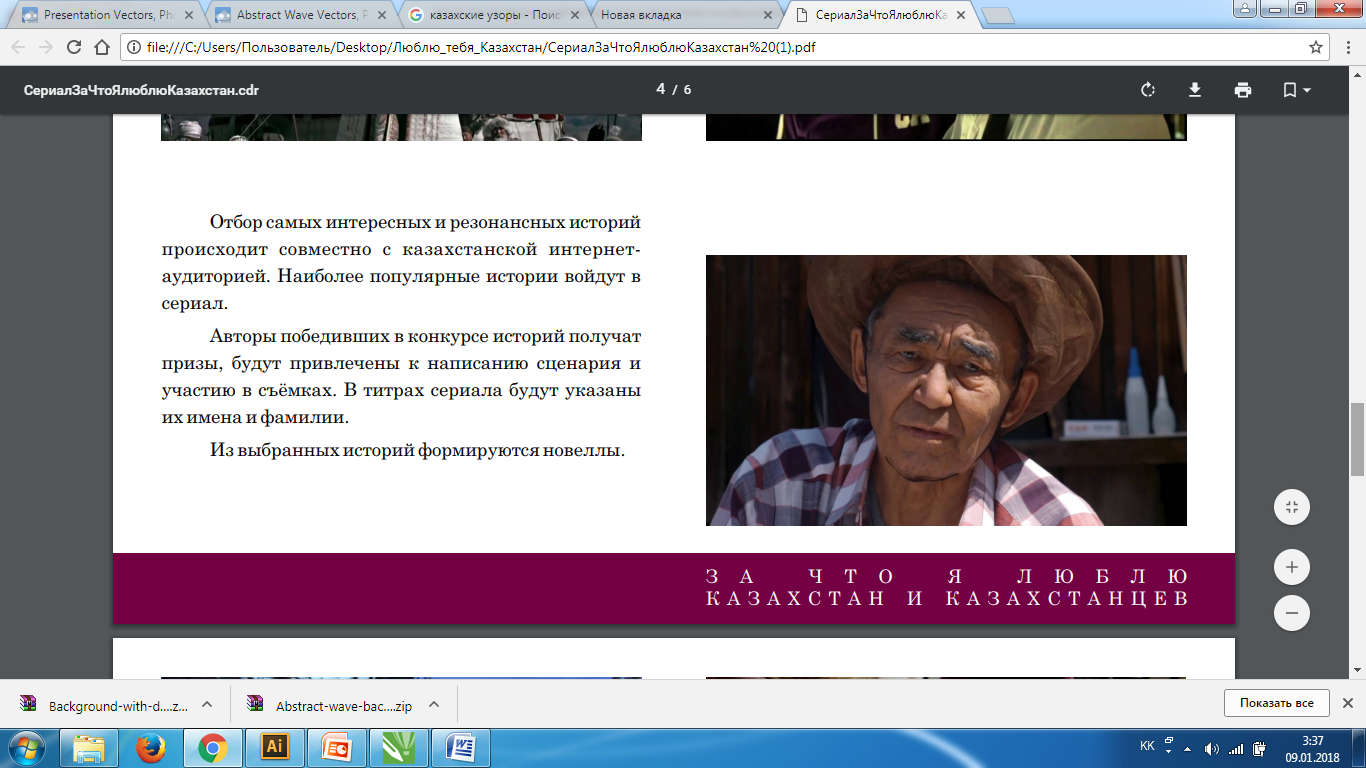 Presentation Vectors, Pho
Abstract Wave Vectors, P
казахские узоры - Поис
Новая вкладка
СериалЗаЧтоЯлюблюКа
file:///C:/Users/Пользователь/Desktop/Люблю_тебя_Казахстан/СериалЗаЧтоЯлюблюКазахстан%20(1).pdf
СериалЗаЧтоЯлюблюКазахстан.cdr
4 / 6
Отбор самых интересных и резонансных историй
происходит совместно с казахстанской интернет-
аудиторией. Наиболее популярные истории войдут в
сериал.
Авторы победивших в конкурсе историй получат
призы, будут привлечены к написанию сценария и
участию в съёмках. В титрах сериала будут указаны
их имена и фамилии.
Из выбранных историй формируются новеллы.
ЗА ЧТО Я ЛЮБЛЮ
КАЗАХСТАН И КАЗАХСТАНЦЕВ
Background-with-d....z...
Abstract-wave-bac....zip
Показать все
Ai
KK
3:37
09.01.2018